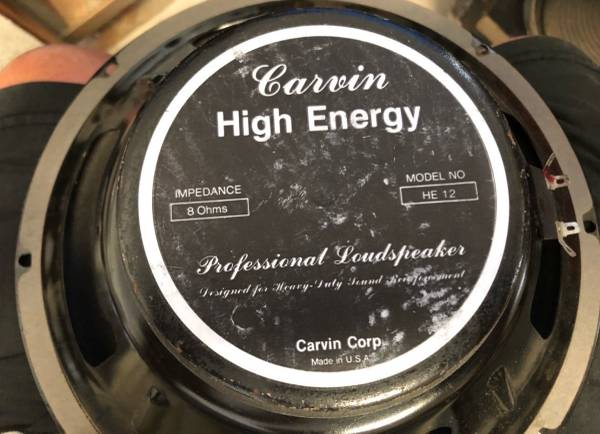 Carvin
High Energy
IMPEDANCE
8 Ohms
MODEL NO
HE 12
Professional Loudspeaker
Designed for Heavy-Duty Sound Reinforcement
Carvin Corp.
Made in U.S.A.